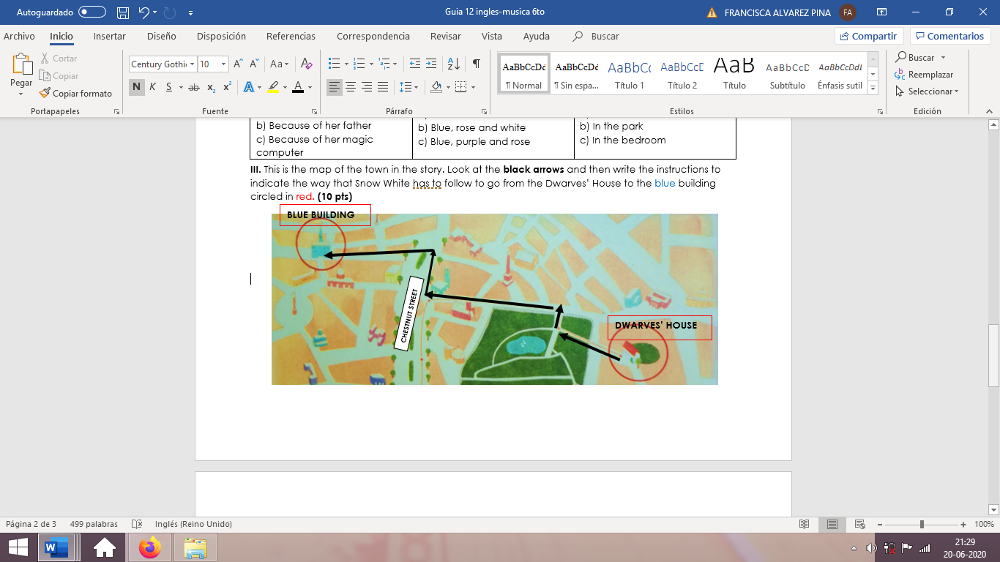 Autoguardado
Guia 12 ingles-musica 6to
FRANCISCA ALVAREZ PINA
FA
Archivo Inicio Insertar Diseño Disposición Referencias Correspondencia Revisar Vista Ayuda Buscar
Compartir
Comentarios
Pegar
Cortar
Copiar
Copiar formato
Portapapeles
Century Gothi 10
Aa
N K S ab x₂ x²
A A
Fuente
Párrafo
AaBbCcDd AaBbCcDd AaBbCc AaBbCcD AaB AaBbCcD AaBbCcDd
¶ Normal ¶ Sin espa... Título 1 Título 2 Título Subtítulo Énfasis sutil
Estilos
Buscar
Reemplazar
Seleccionar
Edición
b) Because of her father
c) Because of her magic
computer
b) Blue, rose and white
c) Blue, purple and rose
b) In the park
c) In the bedroom
III. This is the map of the town in the story. Look at the black arrows and then write the instructions to
indicate the way that Snow White has to follow to go from the Dwarves’ House to the blue building
circled in red. (10 pts)
BLUE BUILDING
CHESTNUT STREET
DWARVES’ HOUSE
Página 2 de 3 499 palabras Inglés (Reino Unido)
100%
21:29
20-06-2020